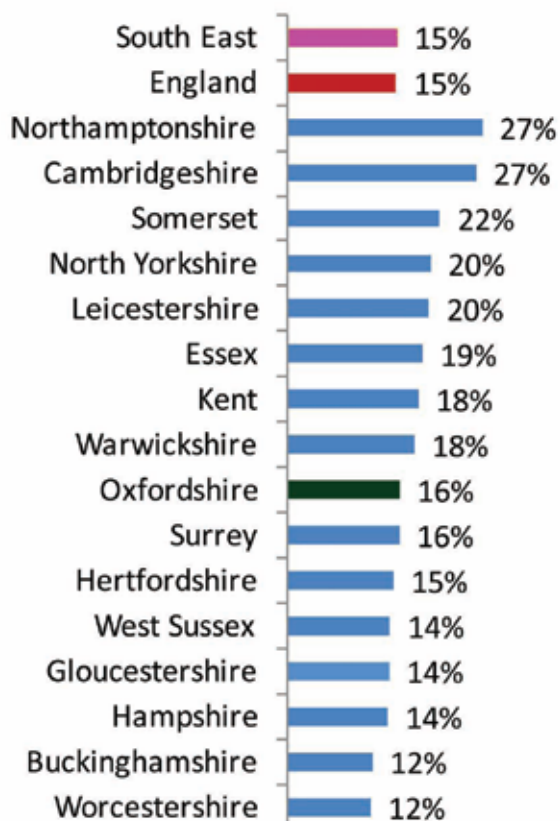 South East 15%
England 15%
Northamptonshire 27%
Cambridgeshire 27%
Somerset 22%
North Yorkshire 20%
Leicestershire 20%
Essex 19%
Kent 18%
Warwickshire 18%
Oxfordshire 16%
Surrey 16%
Hertfordshire 15%
West Sussex 14%
Gloucestershire 14%
Hampshire 14%
Buckinghamshire 12%
Worcestershire 12%